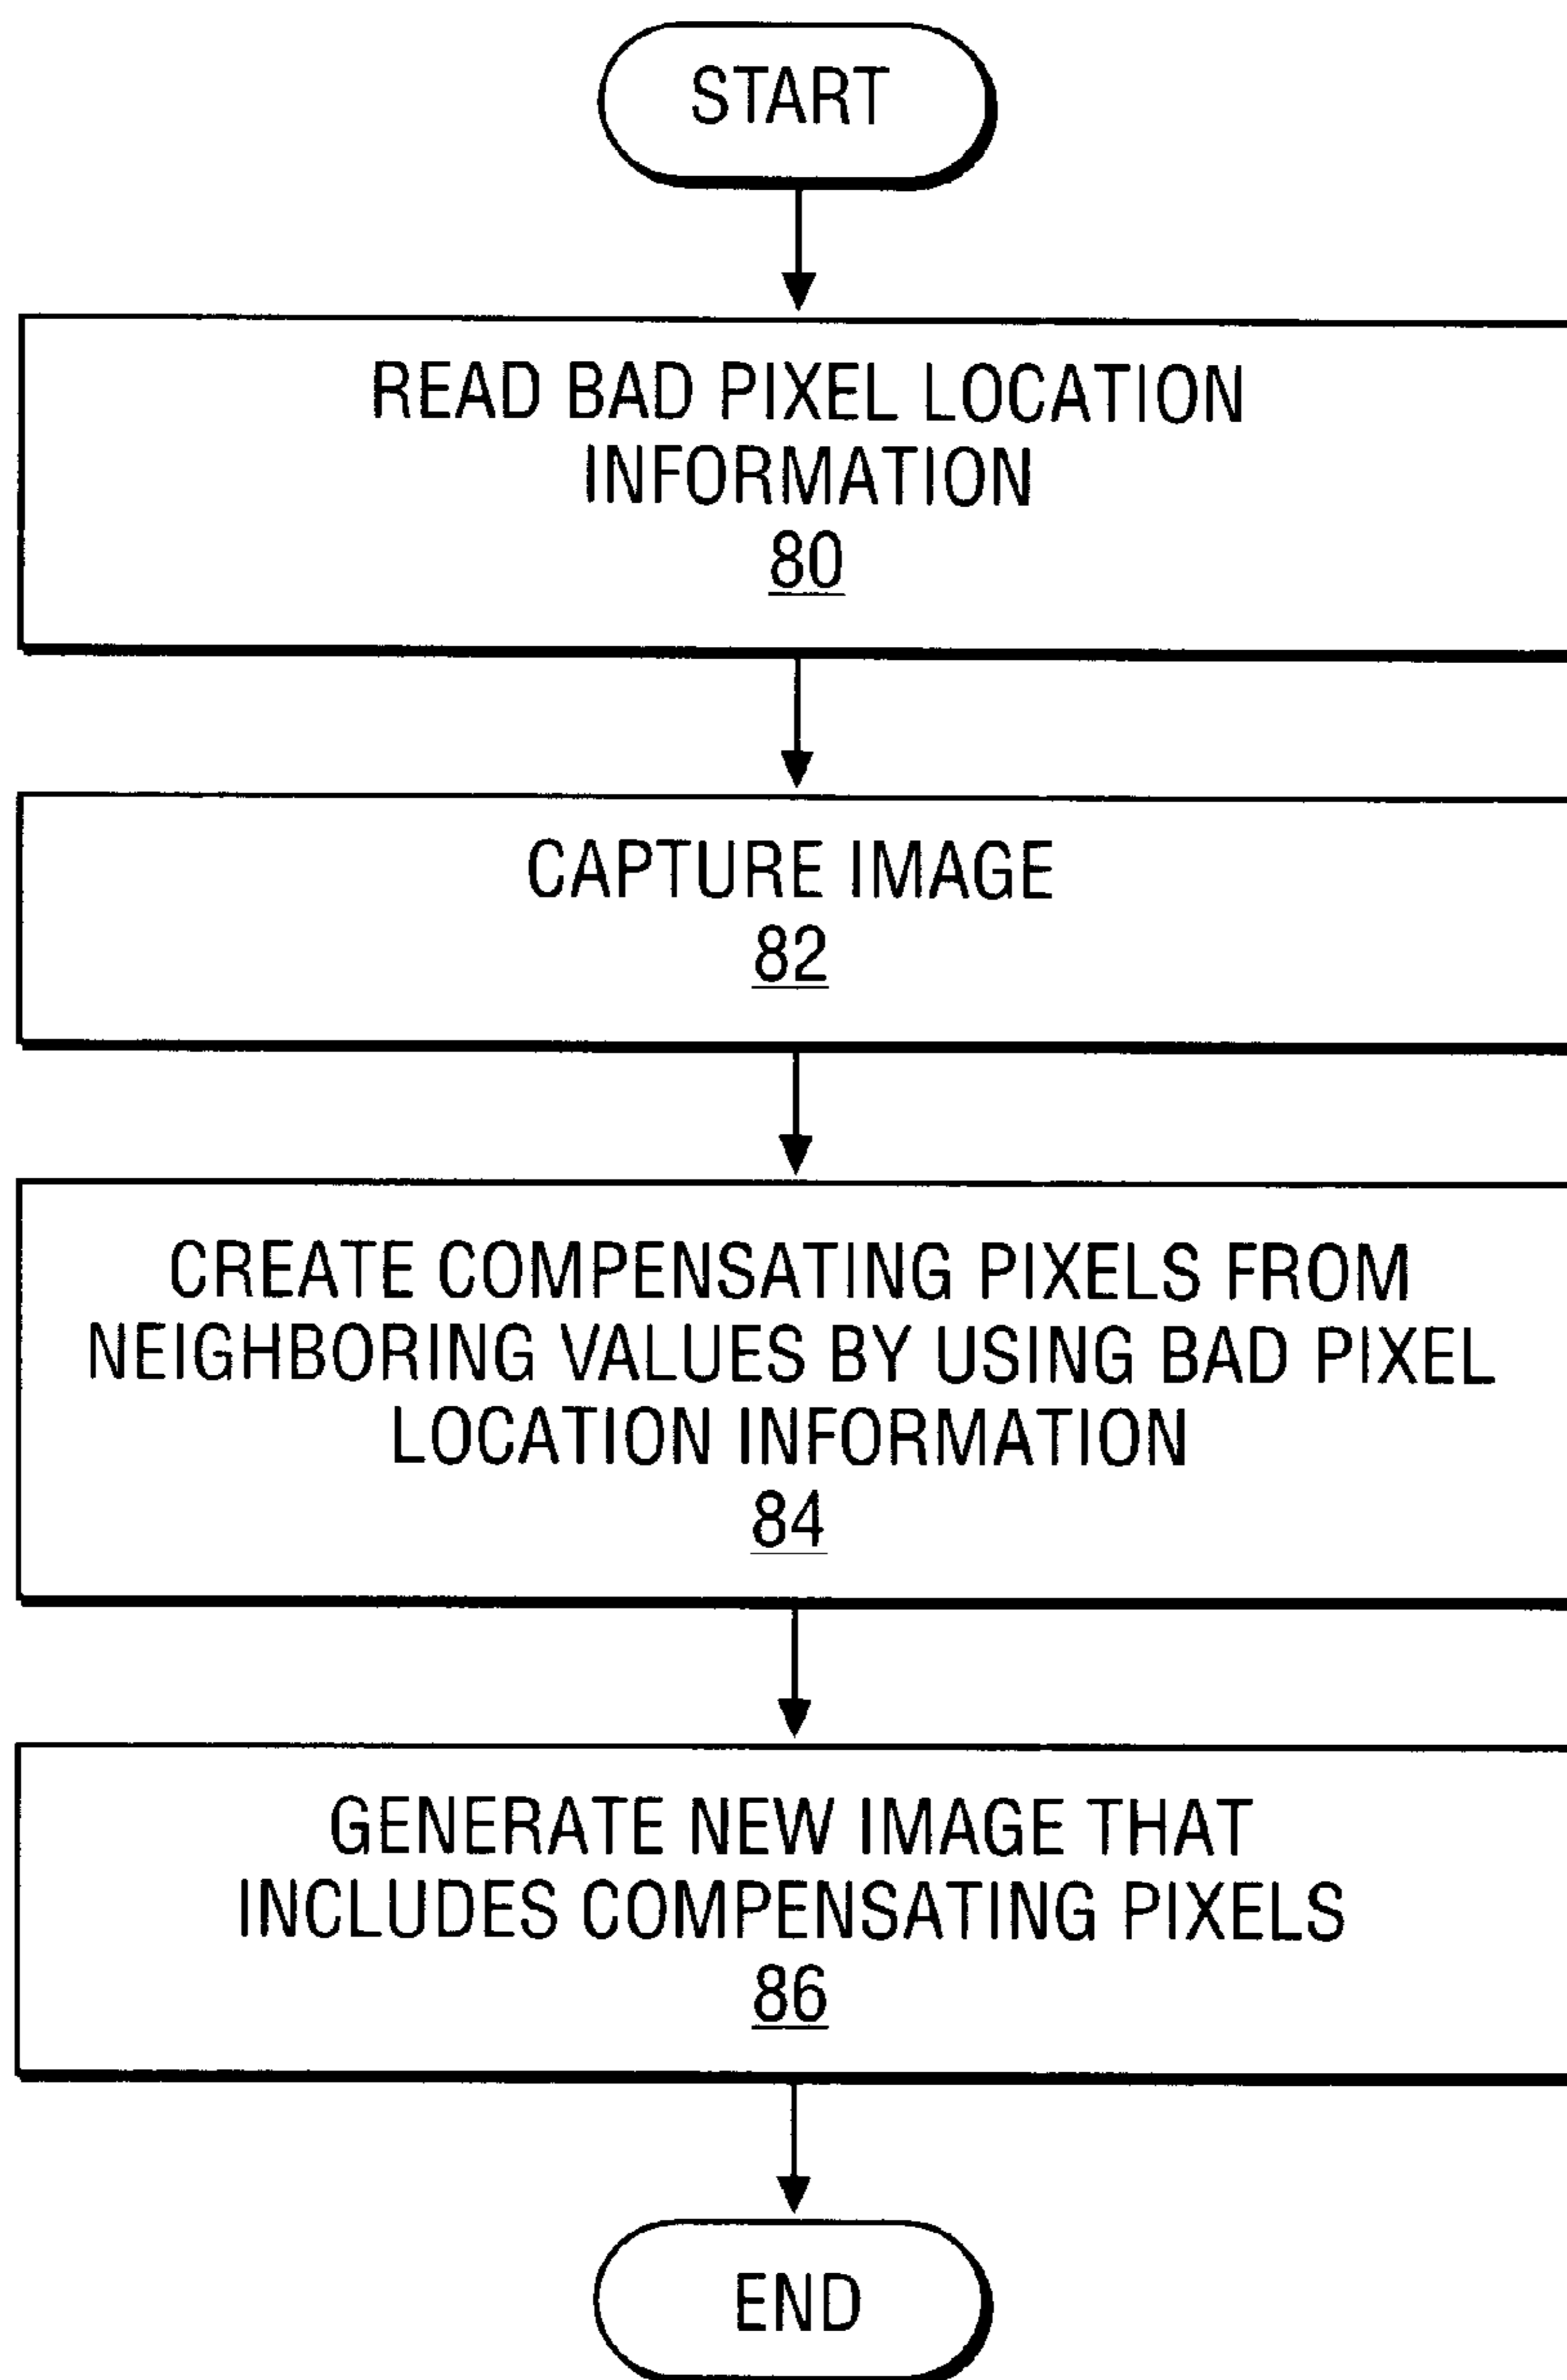 START
READ BAD PIXEL LOCATION
INFORMATION
80
CAPTURE IMAGE
82
CREATE COMPENSATING PIXELS FROM
NEIGHBORING VALUES BY USING BAD PIXEL
LOCATION INFORMATION
84
GENERATE NEW IMAGE THAT
INCLUDES COMPENSATING PIXELS
86
END